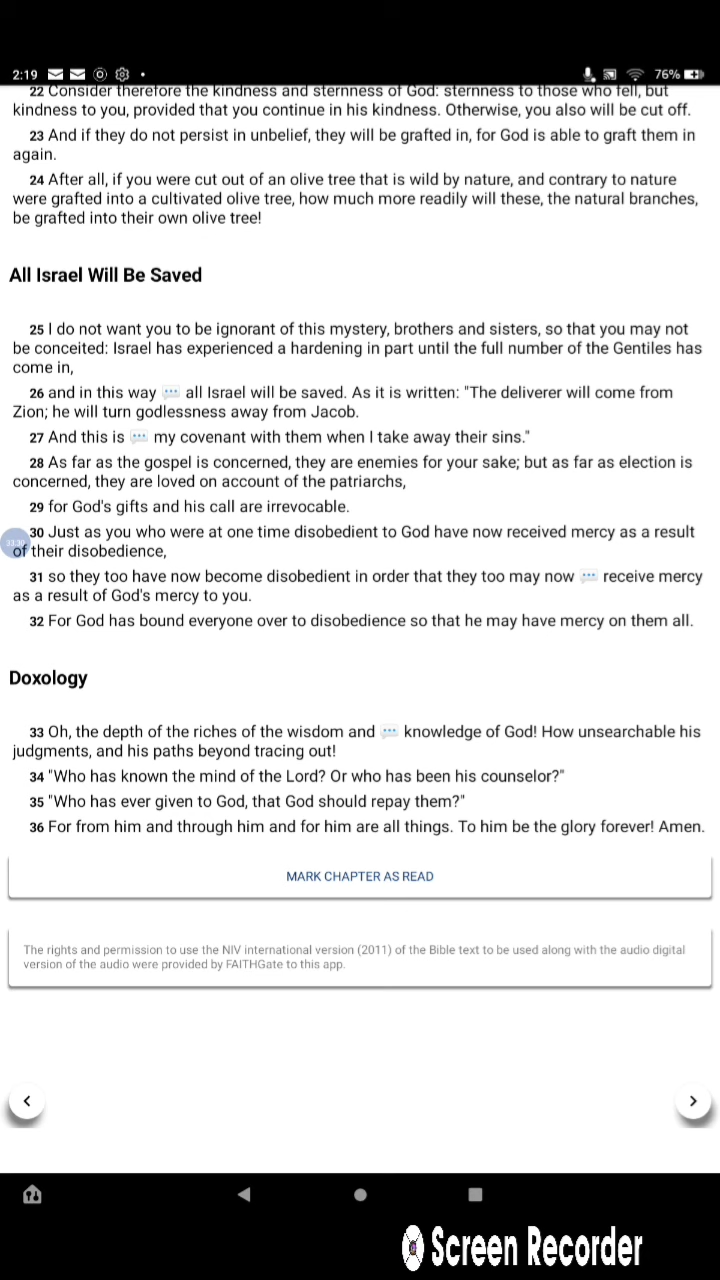 2:19
76%
22 Consider therefore the kindness and sternness of God: sternness to those who fell, but
kindness to you, provided that you continue in his kindness. Otherwise, you also will be cut off.
23 And if they do not persist in unbelief, they will be grafted in, for God is able to graft them in
again.
24 After all, if you were cut out of an olive tree that is wild by nature, and contrary to nature
were grafted into a cultivated olive tree, how much more readily will these, the natural branches,
be grafted into their own olive tree!
All Israel Will Be Saved
25 I do not want you to be ignorant of this mystery, brothers and sisters, so that you may not
be conceited: Israel has experienced a hardening in part until the full number of the Gentiles has
come in,
26 and in this way all Israel will be saved. As it is written: "The deliverer will come from
Zion; he will turn godlessness away from Jacob.
27 And this is my covenant with them when I take away their sins."
28 As far as the gospel is concerned, they are enemies for your sake; but as far as election is
concerned, they are loved on account of the patriarchs,
29 for God's gifts and his call are irrevocable.
30 Just as you who were at one time disobedient to God have now received mercy as a result
33:30
of their disobedience,
31 so they too have now become disobedient in order that they too may now receive mercy
as a result of God's mercy to you.
32 For God has bound everyone over to disobedience so that he may have mercy on them all.
Doxology
33 Oh, the depth of the riches of the wisdom and knowledge of God! How unsearchable his
judgments, and his paths beyond tracing out!
34 "Who has known the mind of the Lord? Or who has been his counselor?"
35 "Who has ever given to God, that God should repay them?"
36 For from him and through him and for him are all things. To him be the glory forever! Amen.
MARK CHAPTER AS READ
The rights and permission to use the NIV international version (2011) of the Bible text to be used along with the audio digital
version of the audio were provided by FAITHGate to this app.
Screen Recorder